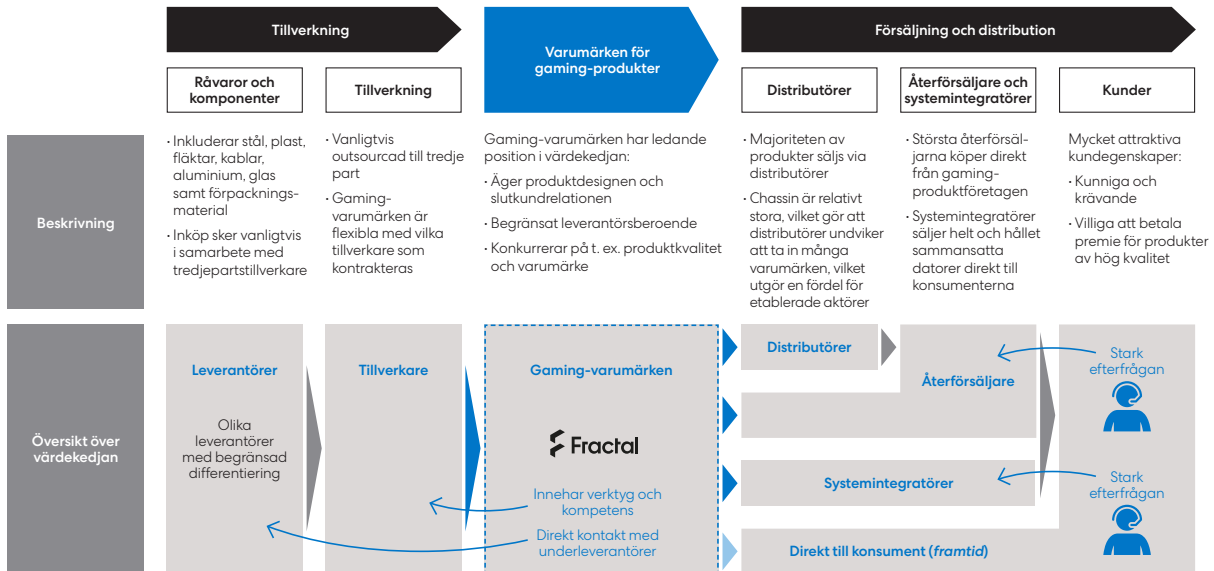 Tillverkning
Varumärken för
gaming-produkter
Försäljning och distribution
Råvaror och
komponenter
Tillverkning
Distributörer
Återförsäljare och
systemintegratörer
Kunder
Beskrivning
· Inkluderar stål, plast,
fläktar, kablar,
aluminium, glas
samt förpacknings-
material
· Inköp sker vanligtvis
i samarbete med
tredjepartstillverkare
· Vanligtvis
outsourcad till tredje
part
· Gaming-
varumärken är
flexibla med vilka
tillverkare som
kontrakteras
Gaming-varumärken har ledande
position i värdekedjan:
· Äger produktdesignen och
slutkundrelationen
· Begränsat leverantörsberoende
· Konkurrerar på t. ex. produktkvalitet
och varumärke
· Majoriteten av
produkter säljs via
distributörer
· Chassin är relativt
stora, vilket gör att
distributörer undviker
att ta in många
varumärken, vilket
utgör en fördel för
etablerade aktörer
· Största återförsäl-
jarna köper direkt
från gaming-
produktföretagen
· Systemintegratörer
säljer helt och hållet
sammansatta
datorer direkt till
konsumenterna
Mycket attraktiva
kundegenskaper:
· Kunniga och
krävande
· Villiga att betala
premie för produkter
av hög kvalitet
Översikt över
värdekedjan
Leverantörer
Olika
leverantörer
med begränsad
differentiering
Tillverkare
Gaming-varumärken
Fractal
Innehar verktyg och
kompetens
Direkt kontakt med
underleverantörer
Distributörer
Återförsäljare
Systemintegratörer
Direkt till konsument (framtid)
Stark
efterfrågan
Stark
efterfrågan